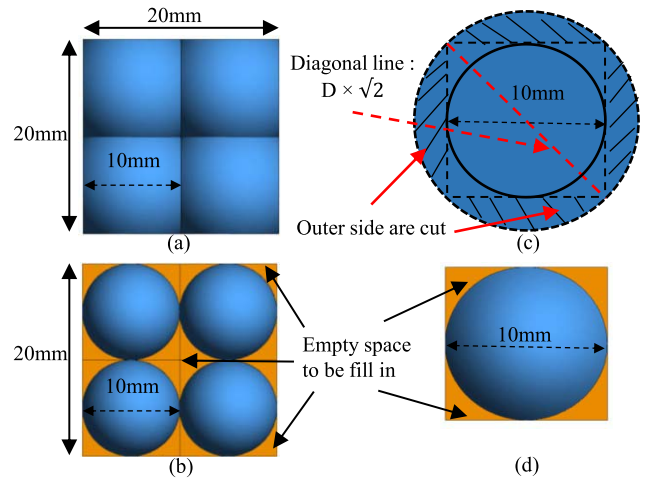 20mm
20mm
10mm
(a)
Diagonal line :
D × √2
10mm
Outer side are cut
(c)
20mm
10mm
(b)
Empty space
to be fill in
10mm
(d)